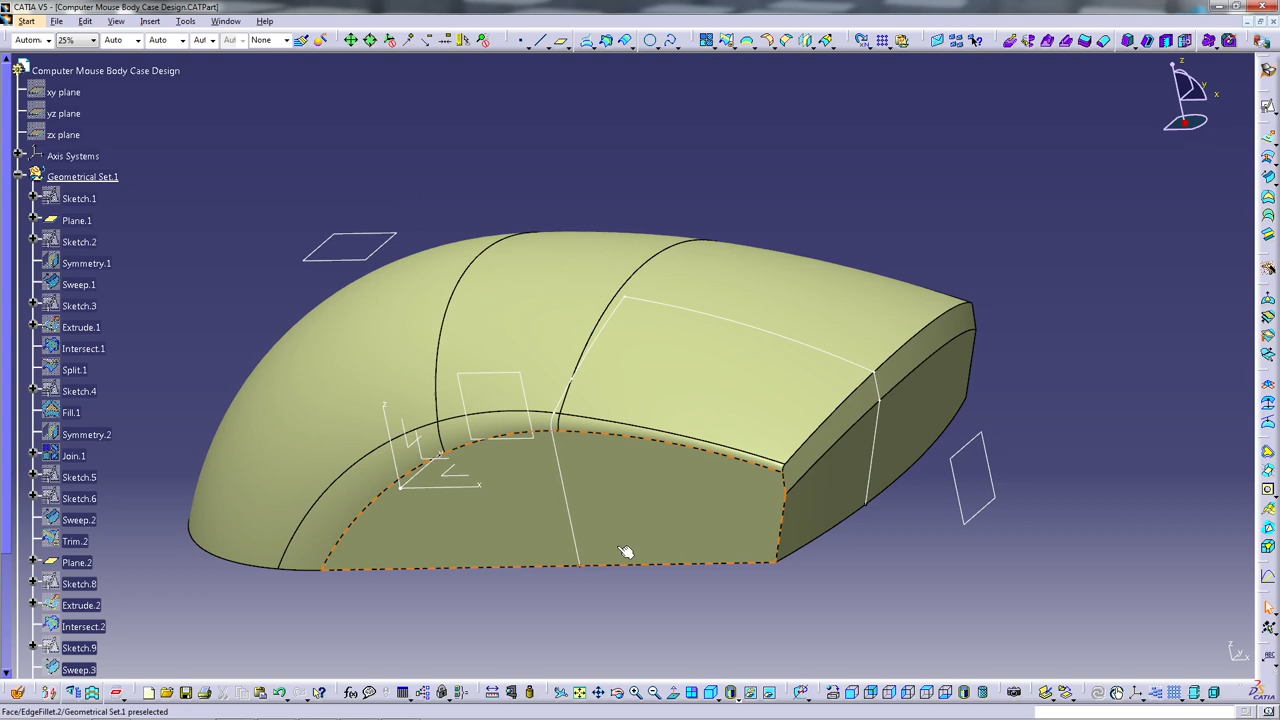 CATIA V5 - [Computer Mouse Body Case Design.CATPart]
Start File Edit View Insert Tools Window Help
Autom 25% Auto Auto Aut Aut None
Computer Mouse Body Case Design
xy plane
yz plane
zx plane
Axis Systems
Geometrical Set.1
Sketch.1
Plane.1
Sketch.2
Symmetry.1
Sweep.1
Sketch.3
Extrude.1
Intersect.1
Split.1
Sketch.4
Fill.1
Symmetry.2
Join.1
Sketch.5
Sketch.6
Sweep.2
Trim.2
Plane.2
Sketch.8
Extrude.2
Intersect.2
Sketch.9
Sweep.3
z
y
x
z
x
z
y
x
ABC
f(x)
CATIA
Face/EdgeFillet.2/Geometrical Set.1 preselected